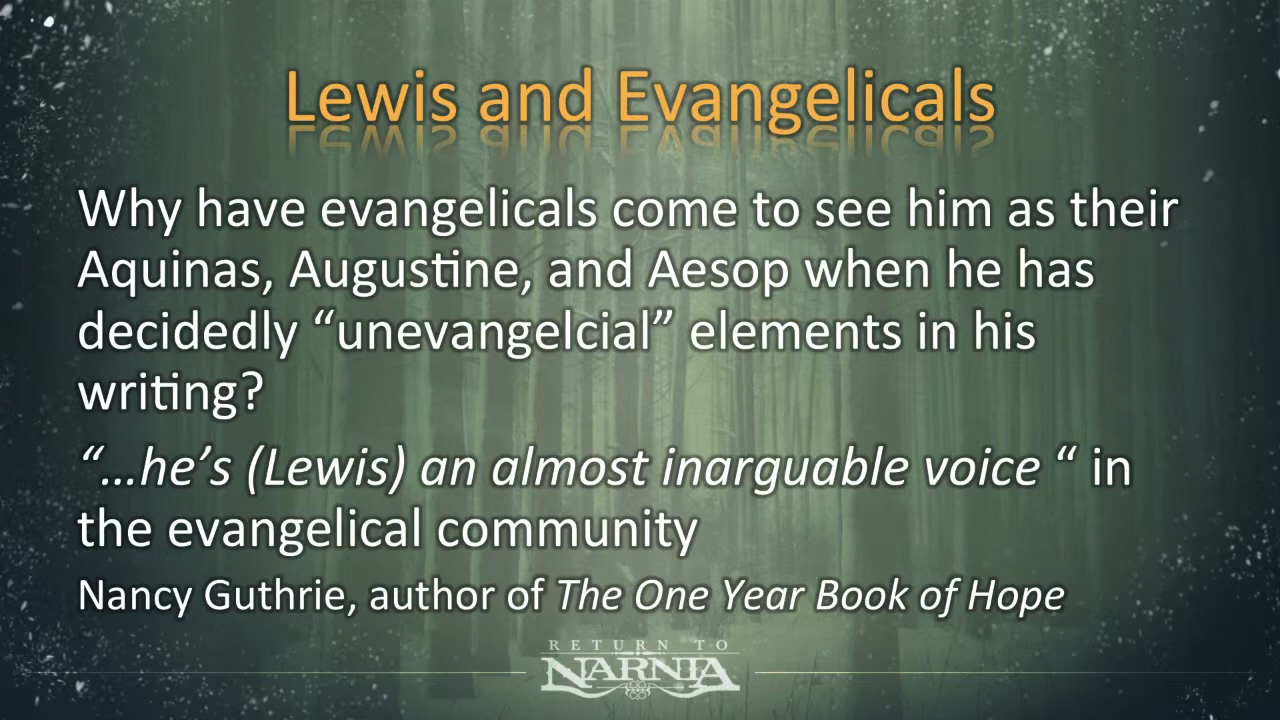 Lewis and Evangelicals
Why have evangelicals come to see him as their
Aquinas, Augustine, and Aesop when he has
decidedly “unevangelcial” elements in his
writing?
“…he’s (Lewis) an almost inarguable voice “ in
the evangelical community
Nancy Guthrie, author of The One Year Book of Hope
RETURN TO
NARNIA